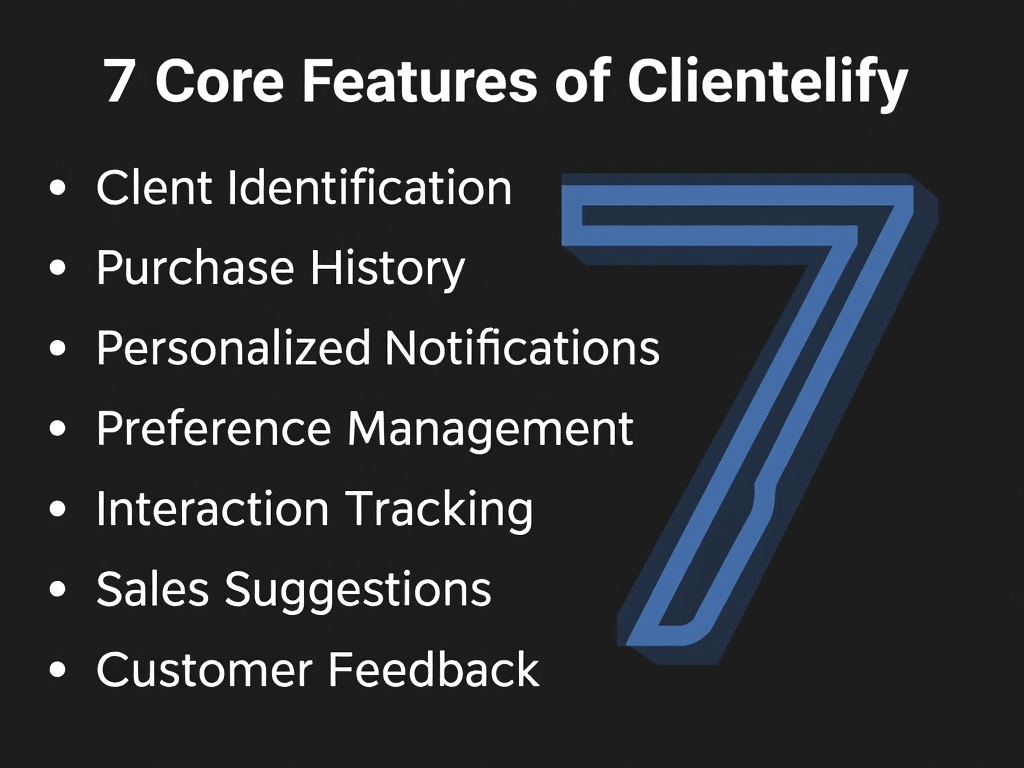 7 Core Features of Clientelify
• Clent Identification
• Purchase History
• Personalized Notifications
• Preference Management
• Interaction Tracking
• Sales Suggestions
• Customer Feedback
7